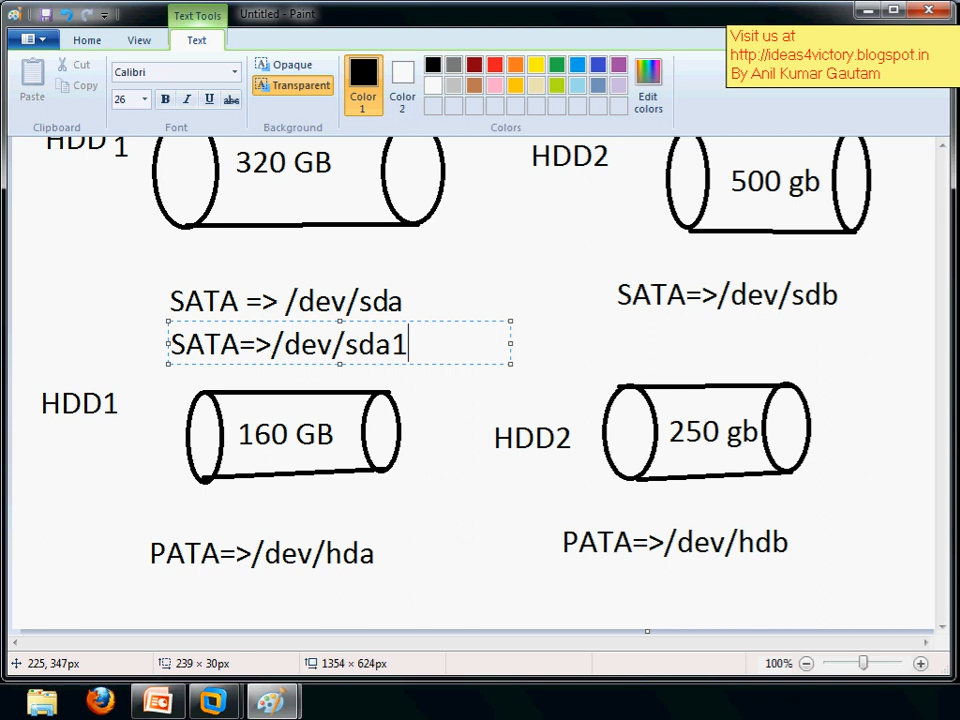 Text Tools
Untitled - Paint
Home
View
Text
Visit us at
http://ideas4victory.blogspot.in
By Anil Kumar Gautam
Paste
Cut
Copy
Clipboard
Calibri
26
B I U abc
Font
Opaque
Transparent
Background
Color 1
Color 2
Edit colors
Colors
HDD 1
320 GB
HDD2
500 gb
SATA => /dev/sda
SATA=>/dev/sdb
SATA=>/dev/sda1
HDD1
160 GB
HDD2
250 gb
PATA=>/dev/hda
PATA=>/dev/hdb
225, 347px
239 × 30px
1354 × 624px
100%